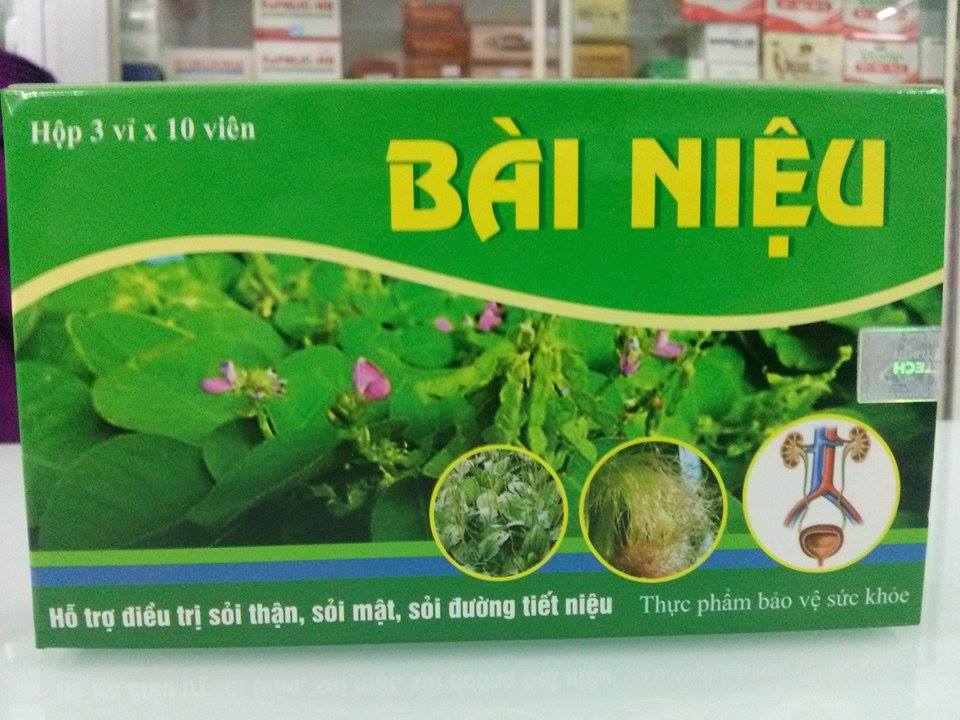 Hộp 3 vỉ x 10 viên
BÀI NIỆU
TECH
Hỗ trợ điều trị sỏi thận, sỏi mật, sỏi đường tiết niệu
Thực phẩm bảo vệ sức khỏe